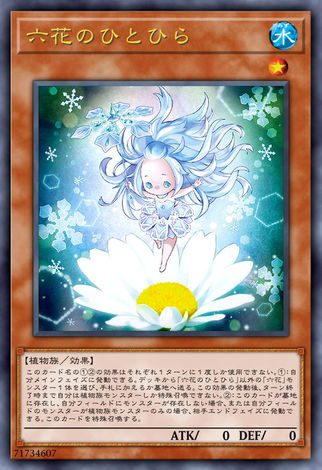 六花のひとひら
水
【植物族／効果】
このカード名の①②の効果はそれぞれ１ターンに１度しか使用できない。①：自
分メインフェイズに発動できる。デッキから「六花のひとひら」以外の「六花」モ
ンスター１体を選び、手札に加えるか墓地へ送る。この効果の発動後、ターン終
了時まで自分は植物族モンスターしか特殊召喚できない。②：このカードが墓地
に存在し、自分フィールドにモンスターが存在しない場合、または自分フィール
ドのモンスターが植物族モンスターのみの場合、相手エンドフェイズに発動でき
る。このカードを特殊召喚する。
ATK/ 0 DEF/ 0
71734607